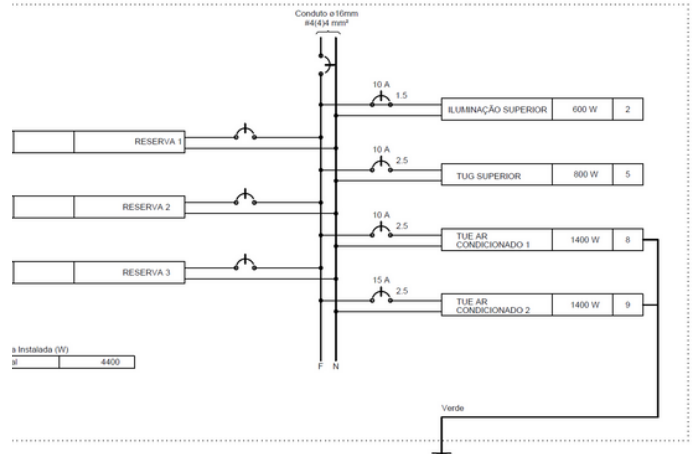 Conduto ø16mm
#4(4)4 mm²
10 A
1.5
ILUMINAÇÃO SUPERIOR 600 W 2
RESERVA 1
10 A
2.5
TUG SUPERIOR 800 W 5
RESERVA 2
10 A
2.5
TUE AR
CONDICIONADO 1 1400 W 8
RESERVA 3
15 A
2.5
TUE AR
CONDICIONADO 2 1400 W 9
a Instalada (W)
al 4400
F N
Verde